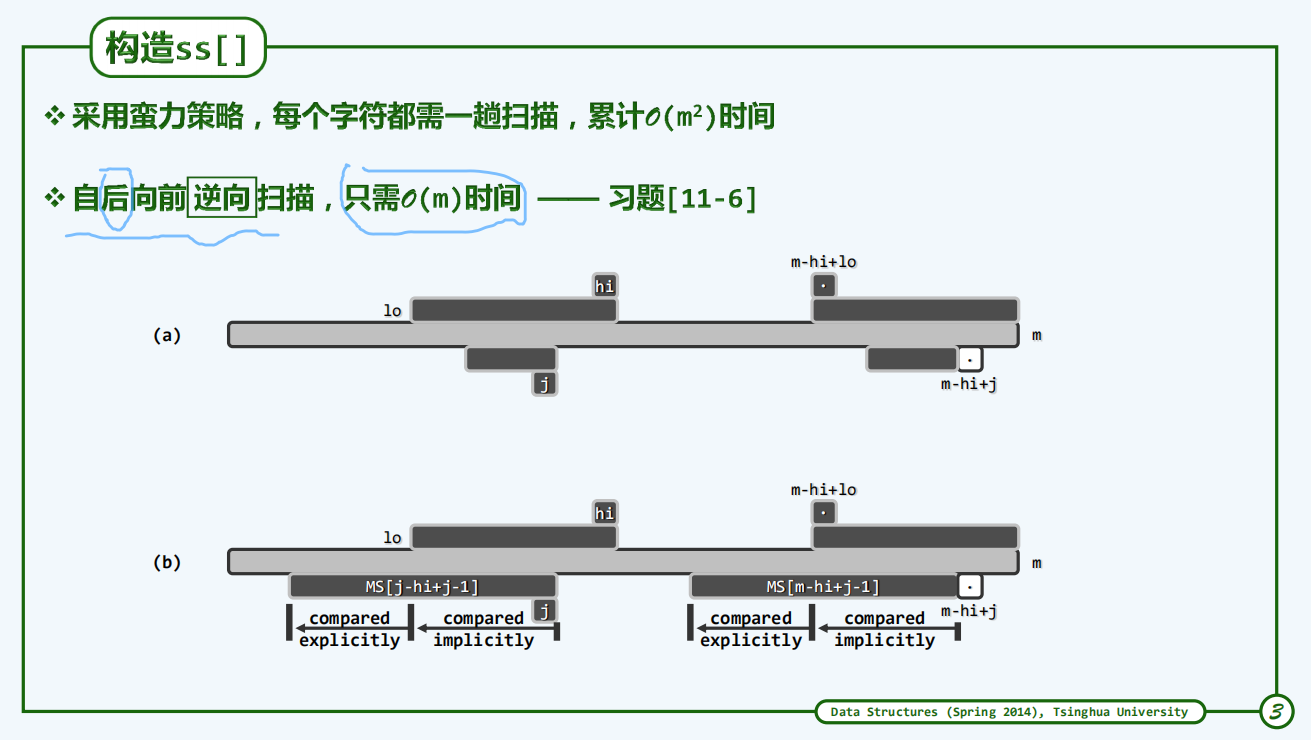 构造ss[]
❖ 采用蛮力策略，每个字符都需一趟扫描，累计O(m²)时间
❖ 自后向前逆向扫描，只需O(m)时间 —— 习题[11-6]
m-hi+lo
hi
lo
(a)
m
j
m-hi+j
m-hi+lo
hi
lo
(b)
m
MS[j-hi+j-1]
MS[m-hi+j-1]
j
m-hi+j
compared explicitly
compared implicitly
compared explicitly
compared implicitly
Data Structures (Spring 2014), Tsinghua University
3